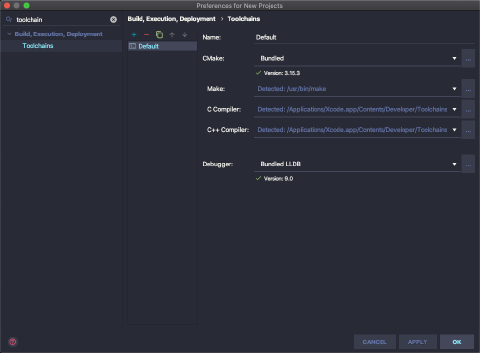 Preferences for New Projects
toolchain
Build, Execution, Deployment
Toolchains
Build, Execution, Deployment › Toolchains
Default
Name: Default
CMake: Bundled
Version: 3.15.3
Make: Detected: /usr/bin/make
C Compiler: Detected: /Applications/Xcode.app/Contents/Developer/Toolchains
C++ Compiler: Detected: /Applications/Xcode.app/Contents/Developer/Toolchains
Debugger: Bundled LLDB
Version: 9.0
CANCEL APPLY OK